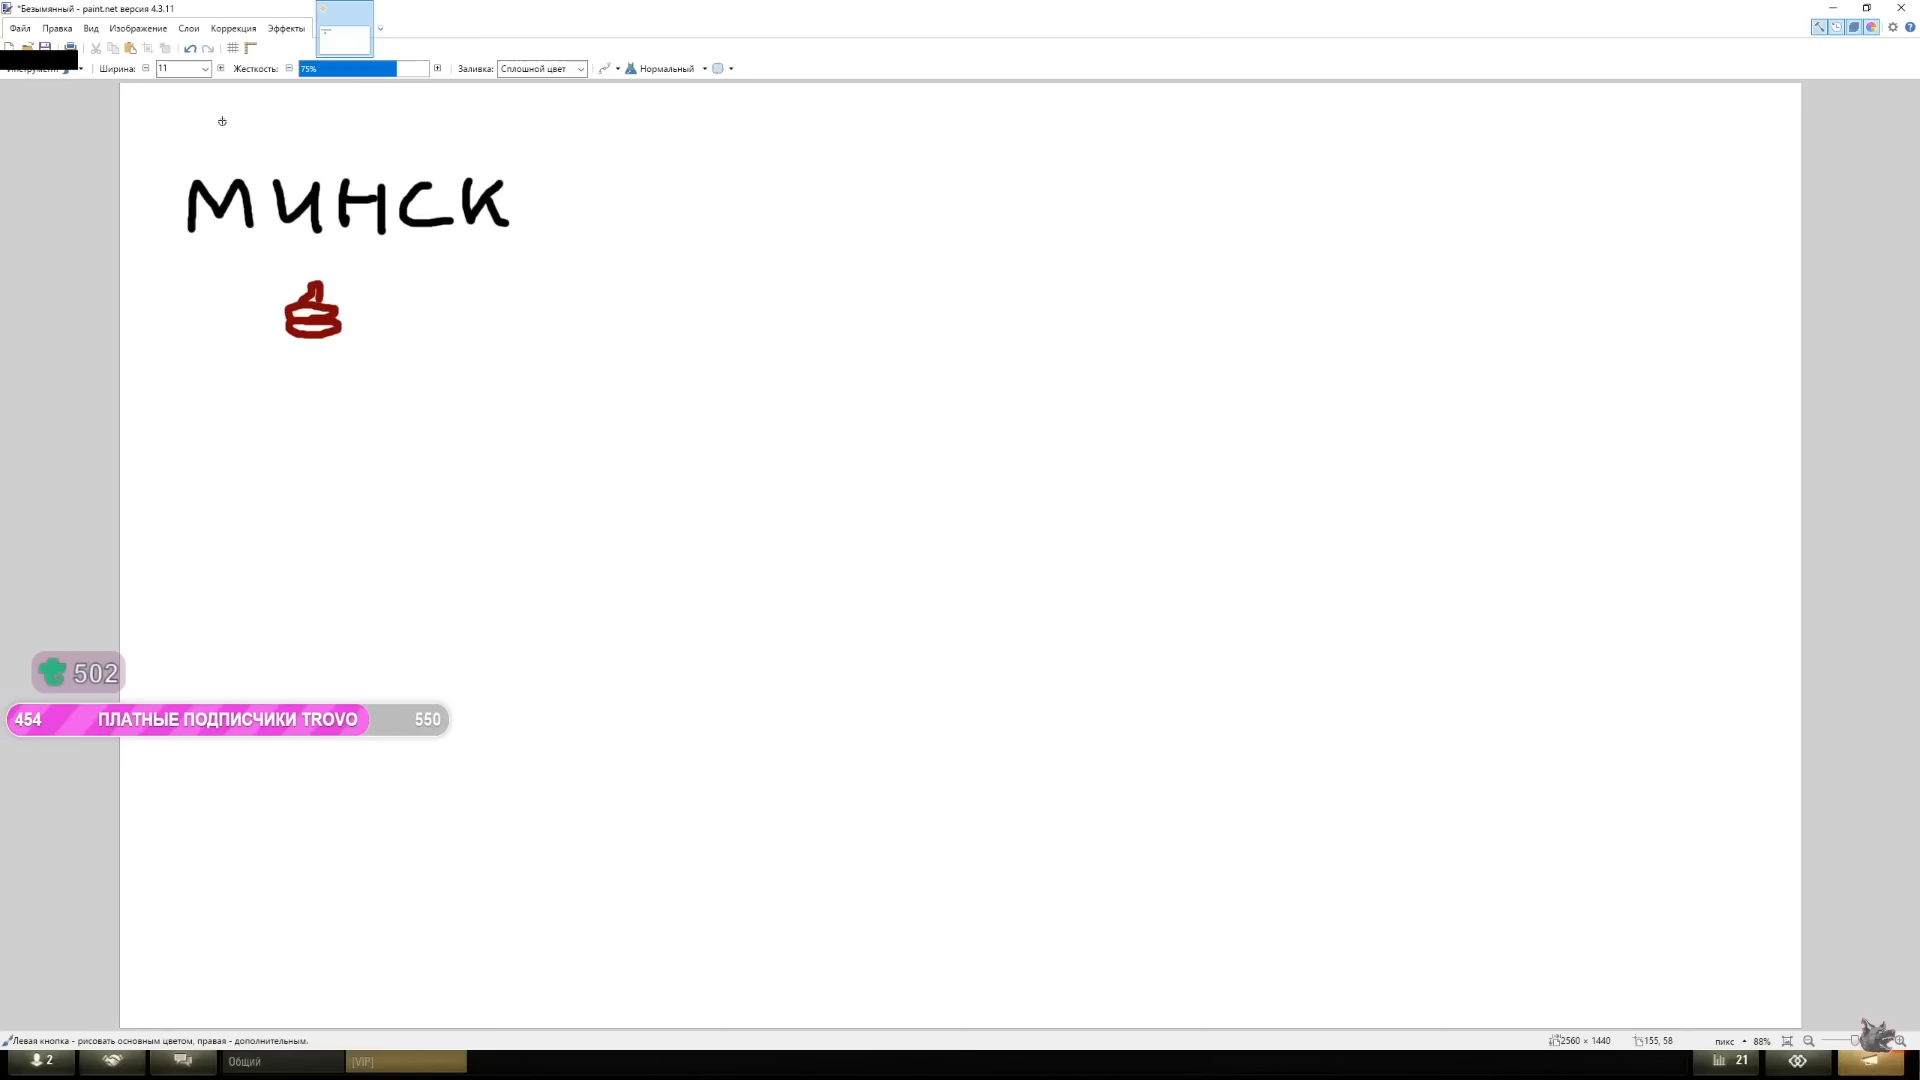 *Безымянный - paint.net версия 4.3.11
Файл Правка Вид Изображение Слои Коррекция Эффекты
Инструмент: Ширина: 11 Жесткость: 75% Заливка: Сплошной цвет Нормальный
МИНСК
502
454 ПЛАТНЫЕ ПОДПИСЧИКИ TROVO 550
Левая кнопка - рисовать основным цветом, правая - дополнительным. 2560 × 1440 155, 58 пикс 88%
2 Общий [VIP] 21